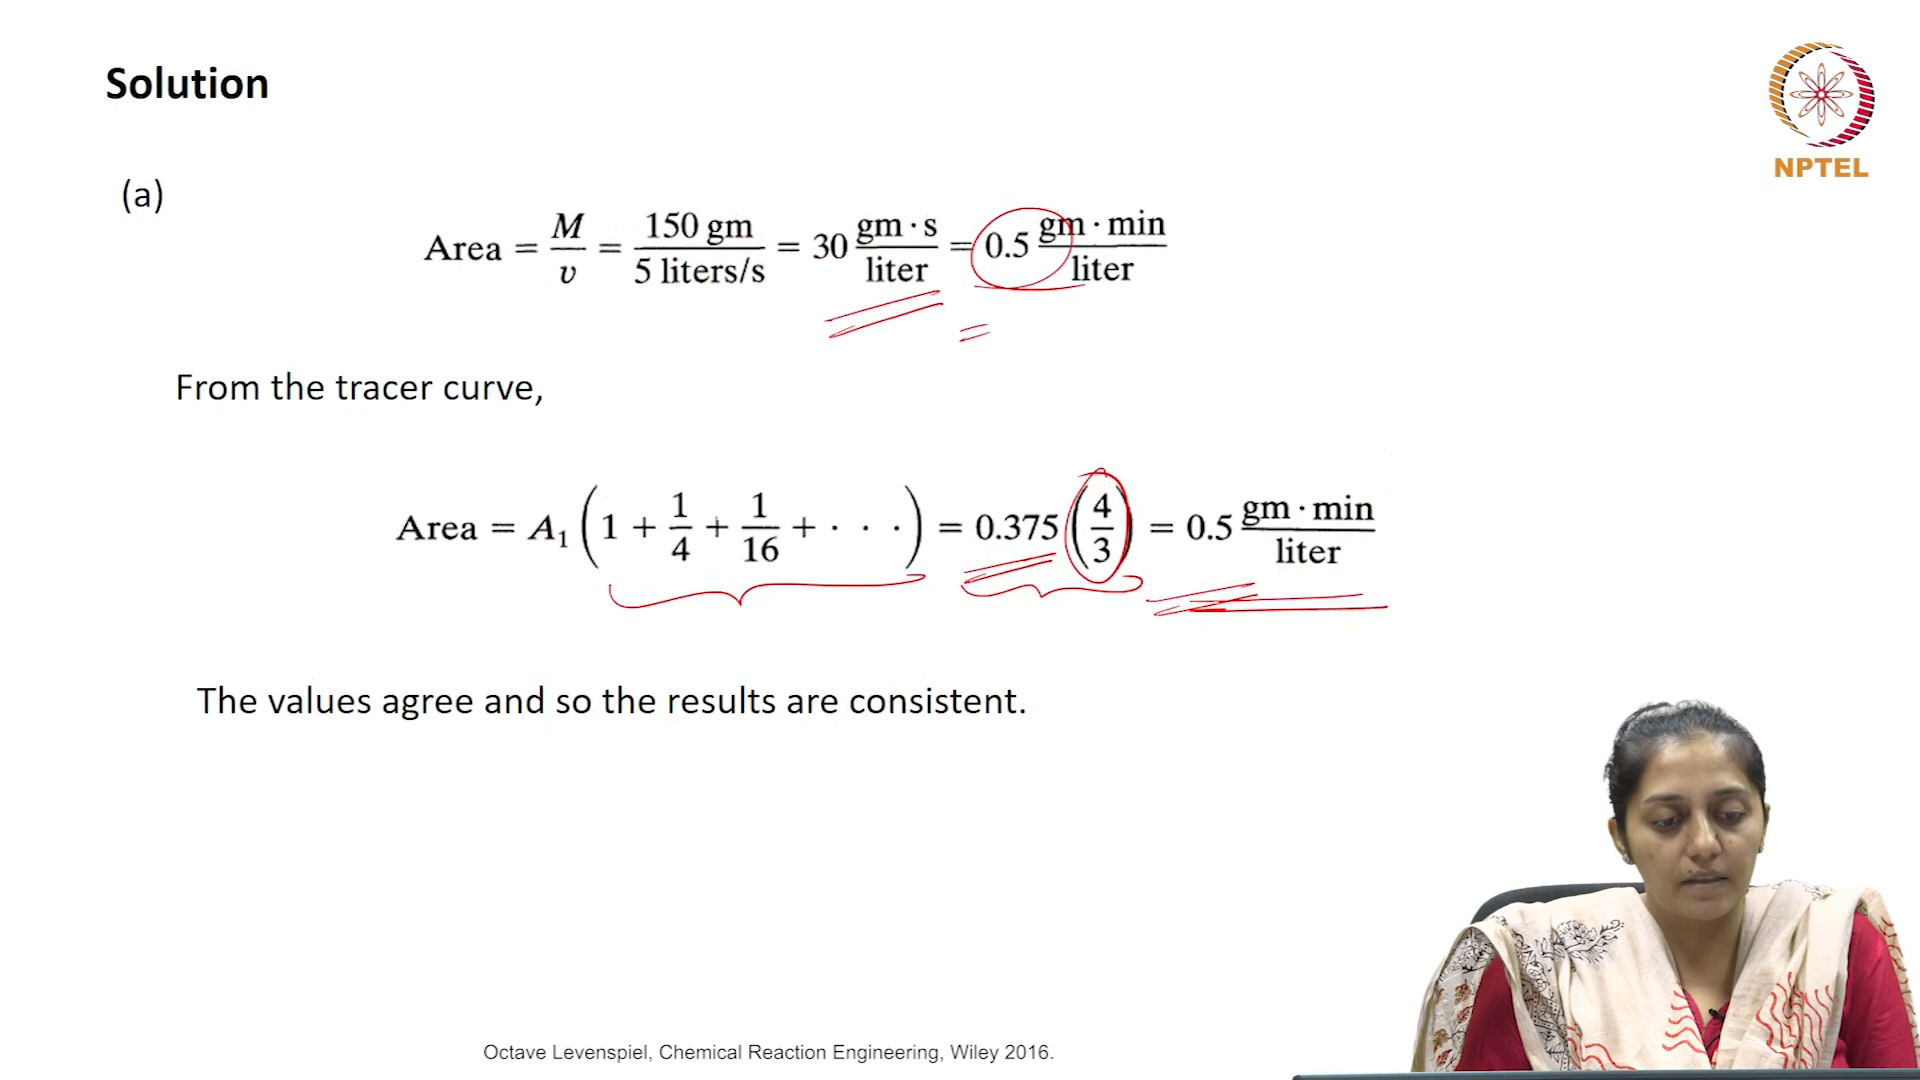 Solution
NPTEL
(a)
Area = M/v = 150 gm/5 liters/s = 30 gm · s/liter = 0.5 gm · min/liter
=
From the tracer curve,
Area = A₁ (1 + 1/4 + 1/16 + · · ·) = 0.375 (4/3) = 0.5 gm · min/liter
The values agree and so the results are consistent.
Octave Levenspiel, Chemical Reaction Engineering, Wiley 2016.